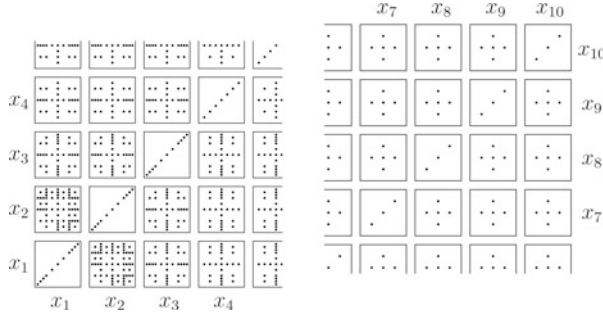 x₇ x₈ x₉ x₁₀
x₁₀
x₄
x₉
x₃
x₈
x₂
x₇
x₁
x₁ x₂ x₃ x₄